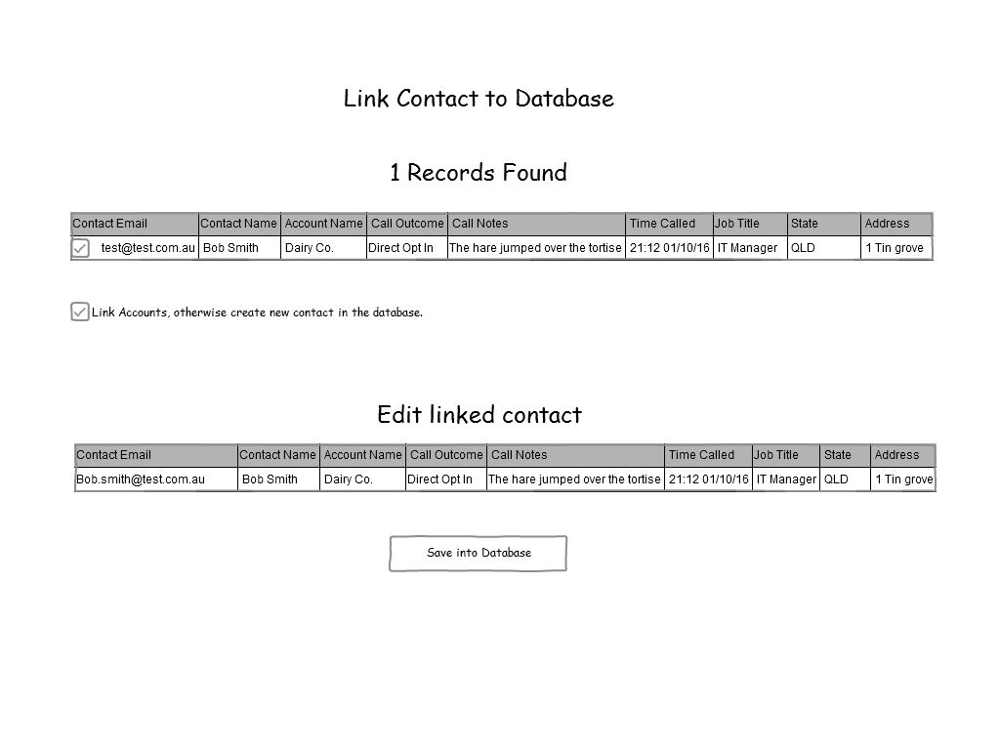 Link Contact to Database
1 Records Found
Contact Email Contact Name Account Name Call Outcome Call Notes Time Called Job Title State Address
test@test.com.au Bob Smith Dairy Co. Direct Opt In The hare jumped over the tortise 21:12 01/10/16 IT Manager QLD 1 Tin grove
Link Accounts, otherwise create new contact in the database.
Edit linked contact
Contact Email Contact Name Account Name Call Outcome Call Notes Time Called Job Title State Address
Bob.smith@test.com.au Bob Smith Dairy Co. Direct Opt In The hare jumped over the tortise 21:12 01/10/16 IT Manager QLD 1 Tin grove
Save into Database